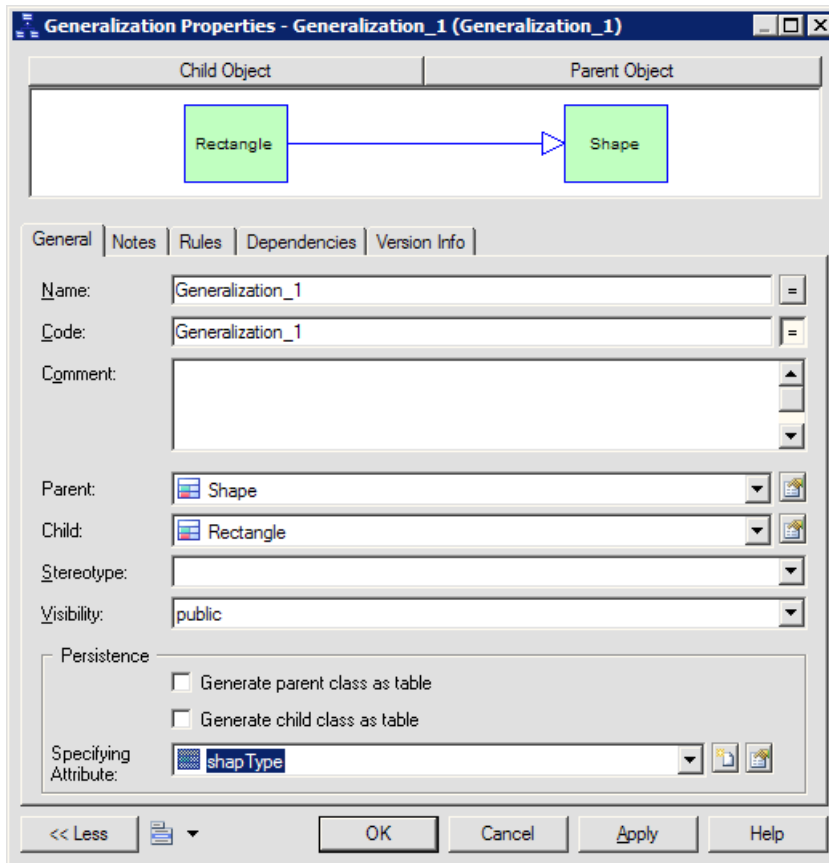 Generalization Properties - Generalization_1 (Generalization_1)
Child Object Parent Object
Rectangle Shape
General Notes Rules Dependencies Version Info
Name: Generalization_1 =
Code: Generalization_1 =
Comment:
Parent: Shape
Child: Rectangle
Stereotype:
Visibility: public
Persistence
Generate parent class as table
Generate child class as table
Specifying
Attribute: shapType
<< Less OK Cancel Apply Help